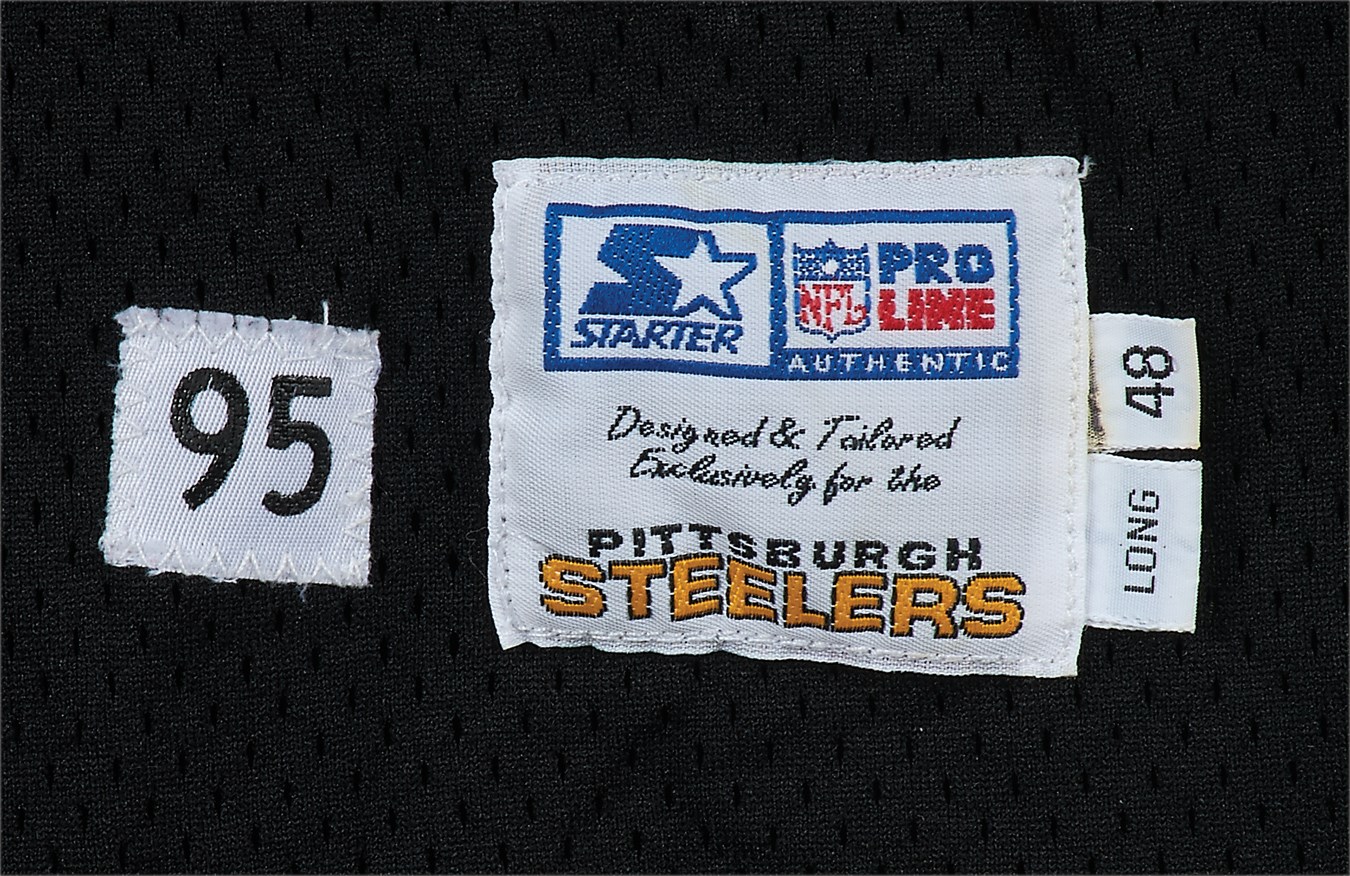 95
STARTER
NFL
PRO
LINE
AUTHENTIC
Designed & Tailored
Exclusively for the
PITTSBURGH
STEELERS
48
LONG